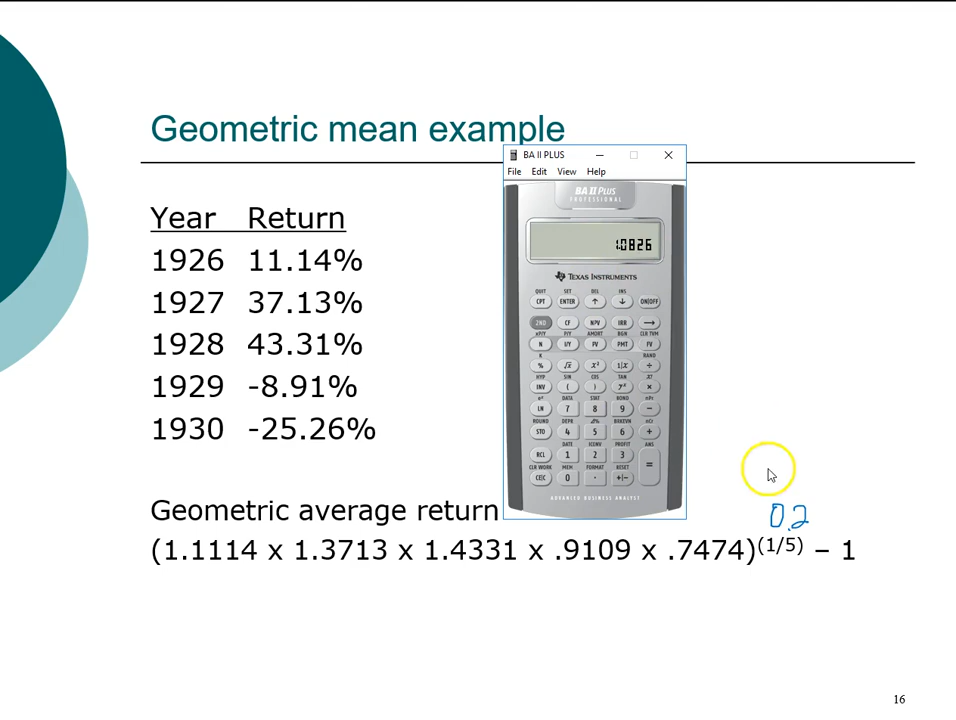 Geometric mean example
Year Return
1926 11.14%
1927 37.13%
1928 43.31%
1929 -8.91%
1930 -25.26%
Geometric average return
(1.1114 x 1.3713 x 1.4331 x .9109 x .7474)(1/5) – 1
0.2
16
BA II PLUS
File Edit View Help
BA II PLUS
PROFESSIONAL
1.0826
TEXAS INSTRUMENTS
QUIT SET DEL INS
CPT ENTER ↑ ↓ ON|OFF
2ND CF NPV IRR →
xP/Y P/Y AMORT BGN CLR TVM
N I/Y PV PMT FV
K RAND
% √x x² 1/x ÷
HYP SIN COS TAN x!
INV ( ) yˣ ×
eˣ DATA STAT BOND nPr
LN 7 8 9 −
ROUND DEPR Δ% BRKEVN nCr
STO 4 5 6 +
DATE ICONV PROFIT ANS
RCL 1 2 3 =
CLR WORK MEM FORMAT RESET
CE|C 0 . +|−
ADVANCED BUSINESS ANALYST